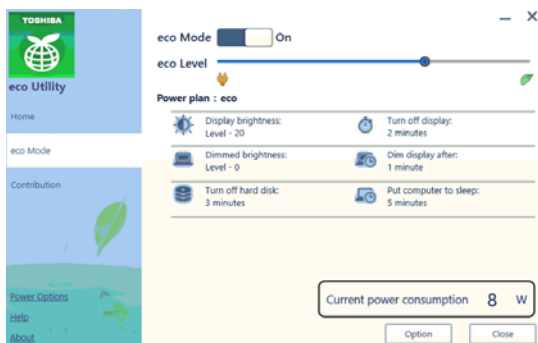 TOSHIBA
eco Utility
Home
eco Mode
Contribution
Power Options
Help
About
eco Mode On
eco Level
Power plan : eco
Display brightness:
Level - 20
Turn off display:
2 minutes
Dimmed brightness:
Level - 0
Dim display after:
1 minute
Turn off hard disk:
3 minutes
Put computer to sleep:
5 minutes
Current power consumption 8 W
Option Close